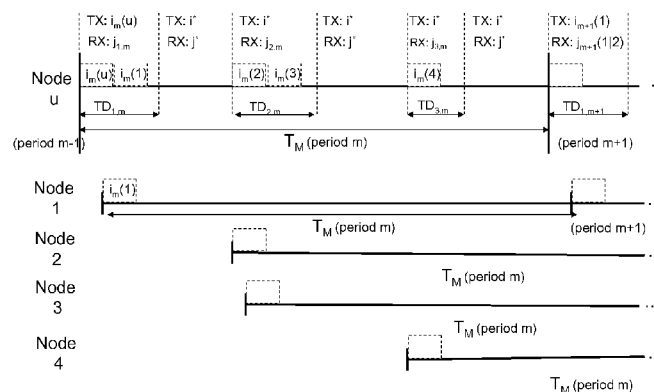 TX: i_m(u) TX: i* TX: i* TX: i* TX: i* TX: i* TX: i_{m+1}(1)
RX: j_{1,m} RX: j* RX: j_{2,m} RX: j* RX: j_{3,m} RX: j* RX: j_{m+1}(1|2)
Node u
i_m(u) i_m(1) i_m(2) i_m(3) i_m(4)
TD_{1,m} TD_{2,m} TD_{3,m} TD_{1,m+1}
(period m-1) T_M (period m) (period m+1)
Node 1
i_m(1)
T_M (period m) (period m+1)
Node 2
T_M (period m)
Node 3
T_M (period m)
Node 4
T_M (period m)